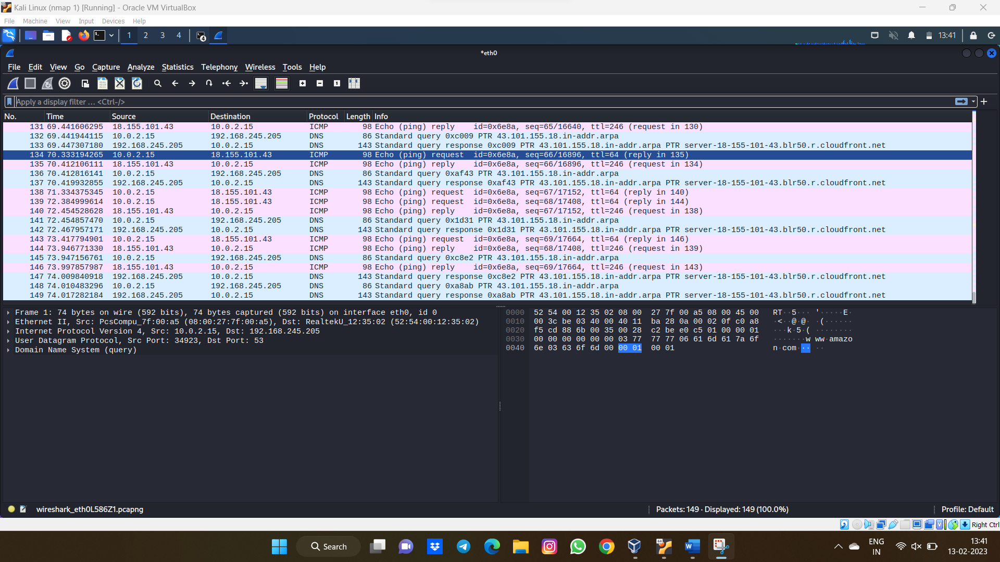 Kali Linux (nmap 1) [Running] - Oracle VM VirtualBox
File Machine View Input Devices Help
1 2 3 4 4 13:41
*eth0
File Edit View Go Capture Analyze Statistics Telephony Wireless Tools Help
Apply a display filter ... <Ctrl-/>
No. Time Source Destination Protocol Length Info
131 69.441606295 18.155.101.43 10.0.2.15 ICMP 98 Echo (ping) reply id=0x6e8a, seq=65/16640, ttl=246 (request in 130)
132 69.441944115 10.0.2.15 192.168.245.205 DNS 86 Standard query 0xc009 PTR 43.101.155.18.in-addr.arpa
133 69.447307180 192.168.245.205 10.0.2.15 DNS 143 Standard query response 0xc009 PTR 43.101.155.18.in-addr.arpa PTR server-18-155-101-43.blr50.r.cloudfront.net
134 70.333194265 10.0.2.15 18.155.101.43 ICMP 98 Echo (ping) request id=0x6e8a, seq=66/16896, ttl=64 (reply in 135)
135 70.412106111 18.155.101.43 10.0.2.15 ICMP 98 Echo (ping) reply id=0x6e8a, seq=66/16896, ttl=246 (request in 134)
136 70.412816141 10.0.2.15 192.168.245.205 DNS 86 Standard query 0xaf43 PTR 43.101.155.18.in-addr.arpa
137 70.419932855 192.168.245.205 10.0.2.15 DNS 143 Standard query response 0xaf43 PTR 43.101.155.18.in-addr.arpa PTR server-18-155-101-43.blr50.r.cloudfront.net
138 71.334375345 10.0.2.15 18.155.101.43 ICMP 98 Echo (ping) request id=0x6e8a, seq=67/17152, ttl=64 (reply in 140)
139 72.384999614 10.0.2.15 18.155.101.43 ICMP 98 Echo (ping) request id=0x6e8a, seq=68/17408, ttl=64 (reply in 144)
140 72.454528628 18.155.101.43 10.0.2.15 ICMP 98 Echo (ping) reply id=0x6e8a, seq=67/17152, ttl=246 (request in 138)
141 72.454857470 10.0.2.15 192.168.245.205 DNS 86 Standard query 0x1d31 PTR 43.101.155.18.in-addr.arpa
142 72.467957171 192.168.245.205 10.0.2.15 DNS 143 Standard query response 0x1d31 PTR 43.101.155.18.in-addr.arpa PTR server-18-155-101-43.blr50.r.cloudfront.net
143 73.417794901 10.0.2.15 18.155.101.43 ICMP 98 Echo (ping) request id=0x6e8a, seq=69/17664, ttl=64 (reply in 146)
144 73.946771330 18.155.101.43 10.0.2.15 ICMP 98 Echo (ping) reply id=0x6e8a, seq=68/17408, ttl=246 (request in 139)
145 73.947156761 10.0.2.15 192.168.245.205 DNS 86 Standard query 0xc8e2 PTR 43.101.155.18.in-addr.arpa
146 73.997857987 18.155.101.43 10.0.2.15 ICMP 98 Echo (ping) reply id=0x6e8a, seq=69/17664, ttl=246 (request in 143)
147 74.009840918 192.168.245.205 10.0.2.15 DNS 143 Standard query response 0xc8e2 PTR 43.101.155.18.in-addr.arpa PTR server-18-155-101-43.blr50.r.cloudfront.net
148 74.010483296 10.0.2.15 192.168.245.205 DNS 86 Standard query 0xa8ab PTR 43.101.155.18.in-addr.arpa
149 74.017282184 192.168.245.205 10.0.2.15 DNS 143 Standard query response 0xa8ab PTR 43.101.155.18.in-addr.arpa PTR server-18-155-101-43.blr50.r.cloudfront.net
Frame 1: 74 bytes on wire (592 bits), 74 bytes captured (592 bits) on interface eth0, id 0
Ethernet II, Src: PcsCompu_7f:00:a5 (08:00:27:7f:00:a5), Dst: RealtekU_12:35:02 (52:54:00:12:35:02)
Internet Protocol Version 4, Src: 10.0.2.15, Dst: 192.168.245.205
User Datagram Protocol, Src Port: 34923, Dst Port: 53
Domain Name System (query)
0000 52 54 00 12 35 02 08 00 27 7f 00 a5 08 00 45 00 RT··5··· '·····E·
0010 00 3c be 03 40 00 40 11 ba 28 0a 00 02 0f c0 a8 ·<··@·@· ·(······
0020 f5 cd 88 6b 00 35 00 28 c2 be e0 c5 01 00 00 01 ···k·5·( ········
0030 00 00 00 00 00 00 03 77 77 77 06 61 6d 61 7a 6f ·······w ww·amazo
0040 6e 03 63 6f 6d 00 00 01 00 01 n·com··· ··
wireshark_eth0L586Z1.pcapng Packets: 149 · Displayed: 149 (100.0%) Profile: Default
Right Ctrl
Search
ENG
IN
13:41
13-02-2023